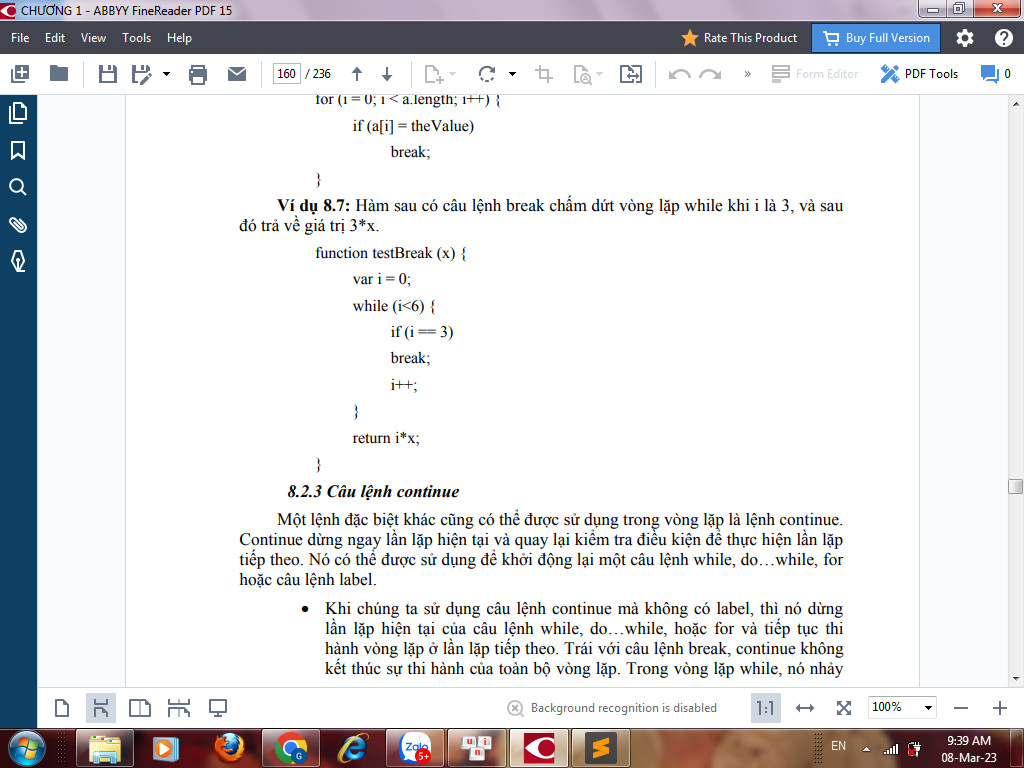 CHƯƠNG 1 - ABBYY FineReader PDF 15
File Edit View Tools Help
Rate This Product
Buy Full Version
160 / 236
Form Editor
PDF Tools
0
for (i = 0; i < a.length; i++) {
if (a[i] = theValue)
break;
}
Ví dụ 8.7: Hàm sau có câu lệnh break chấm dứt vòng lặp while khi i là 3, và sau
đó trả về giá trị 3*x.
function testBreak (x) {
var i = 0;
while (i<6) {
if (i == 3)
break;
i++;
}
return i*x;
}
8.2.3 Câu lệnh continue
Một lệnh đặc biệt khác cũng có thể được sử dụng trong vòng lặp là lệnh continue.
Continue dừng ngay lần lặp hiện tại và quay lại kiểm tra điều kiện để thực hiện lần lặp
tiếp theo. Nó có thể được sử dụng để khởi động lại một câu lệnh while, do…while, for
hoặc câu lệnh label.
• Khi chúng ta sử dụng câu lệnh continue mà không có label, thì nó dừng
lần lặp hiện tại của câu lệnh while, do…while, hoặc for và tiếp tục thi
hành vòng lặp ở lần lặp tiếp theo. Trái với câu lệnh break, continue không
kết thúc sự thi hành của toàn bộ vòng lặp. Trong vòng lặp while, nó nhảy
Background recognition is disabled
1:1
100%
Zalo
5+
G
u i
n
S
EN
9:39 AM
08-Mar-23